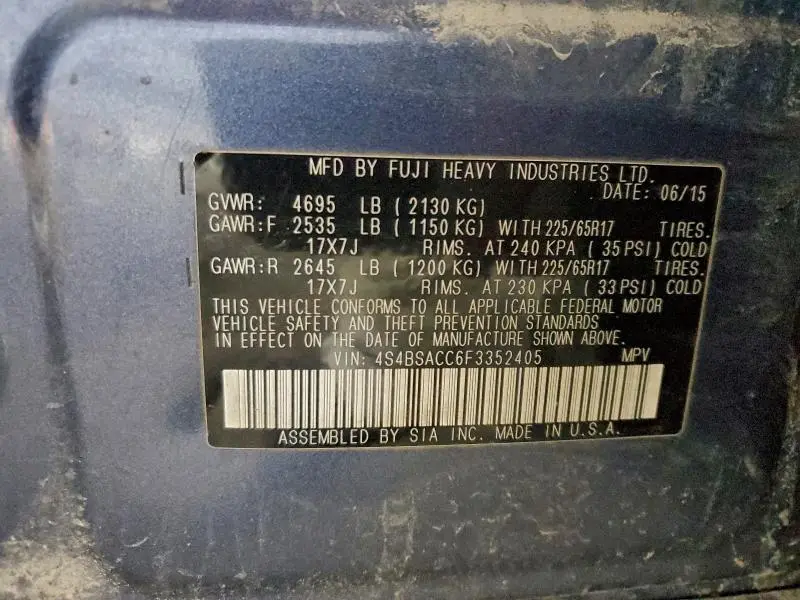 MFD BY FUJI HEAVY INDUSTRIES LTD.
DATE: 06/15
GVWR: 4695 LB ( 2130 KG)
GAWR:F 2535 LB ( 1150 KG) WITH 225/65R17 TIRES.
17X7J RIMS. AT 240 KPA ( 35 PSI) COLD
GAWR:R 2645 LB ( 1200 KG) WITH 225/65R17 TIRES.
17X7J RIMS. AT 230 KPA ( 33 PSI) COLD
THIS VEHICLE CONFORMS TO ALL APPLICABLE FEDERAL MOTOR
VEHICLE SAFETY AND THEFT PREVENTION STANDARDS
IN EFFECT ON THE DATE OF MANUFACTURE SHOWN ABOVE.
VIN: 4S4BSACC6F3352405 MPV
ASSEMBLED BY SIA INC. MADE IN U.S.A.